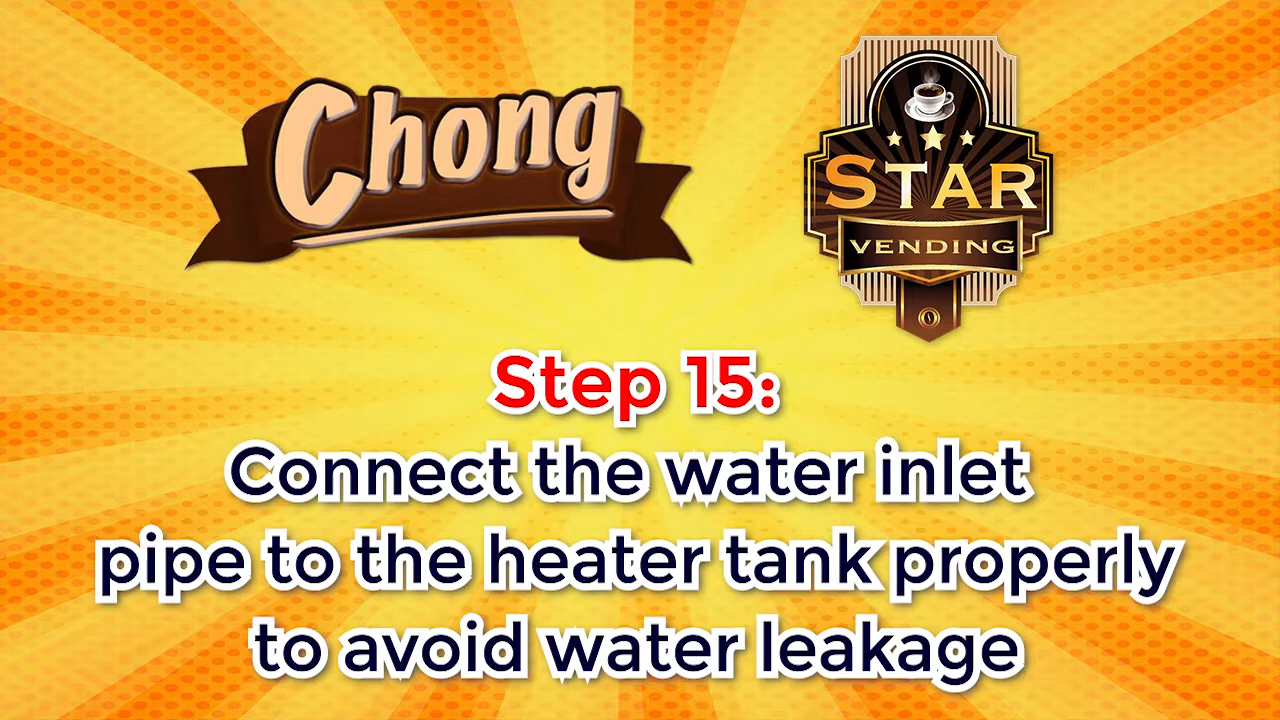 Chong
STAR
VENDING
Step 15:
Connect the water inlet
pipe to the heater tank properly
to avoid water leakage